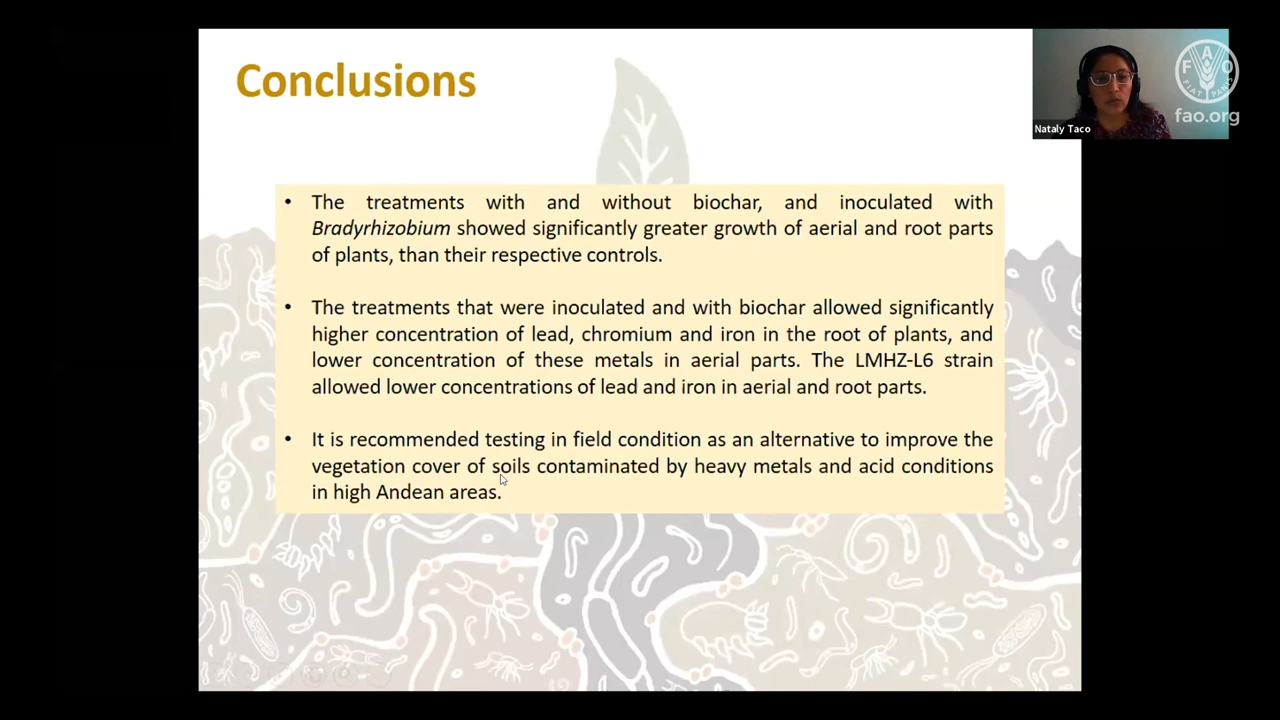 Conclusions
F A O
FIAT PANIS
fao.org
Nataly Taco
• The treatments with and without biochar, and inoculated with
Bradyrhizobium showed significantly greater growth of aerial and root parts
of plants, than their respective controls.
• The treatments that were inoculated and with biochar allowed significantly
higher concentration of lead, chromium and iron in the root of plants, and
lower concentration of these metals in aerial parts. The LMHZ-L6 strain
allowed lower concentrations of lead and iron in aerial and root parts.
• It is recommended testing in field condition as an alternative to improve the
vegetation cover of soils contaminated by heavy metals and acid conditions
in high Andean areas.